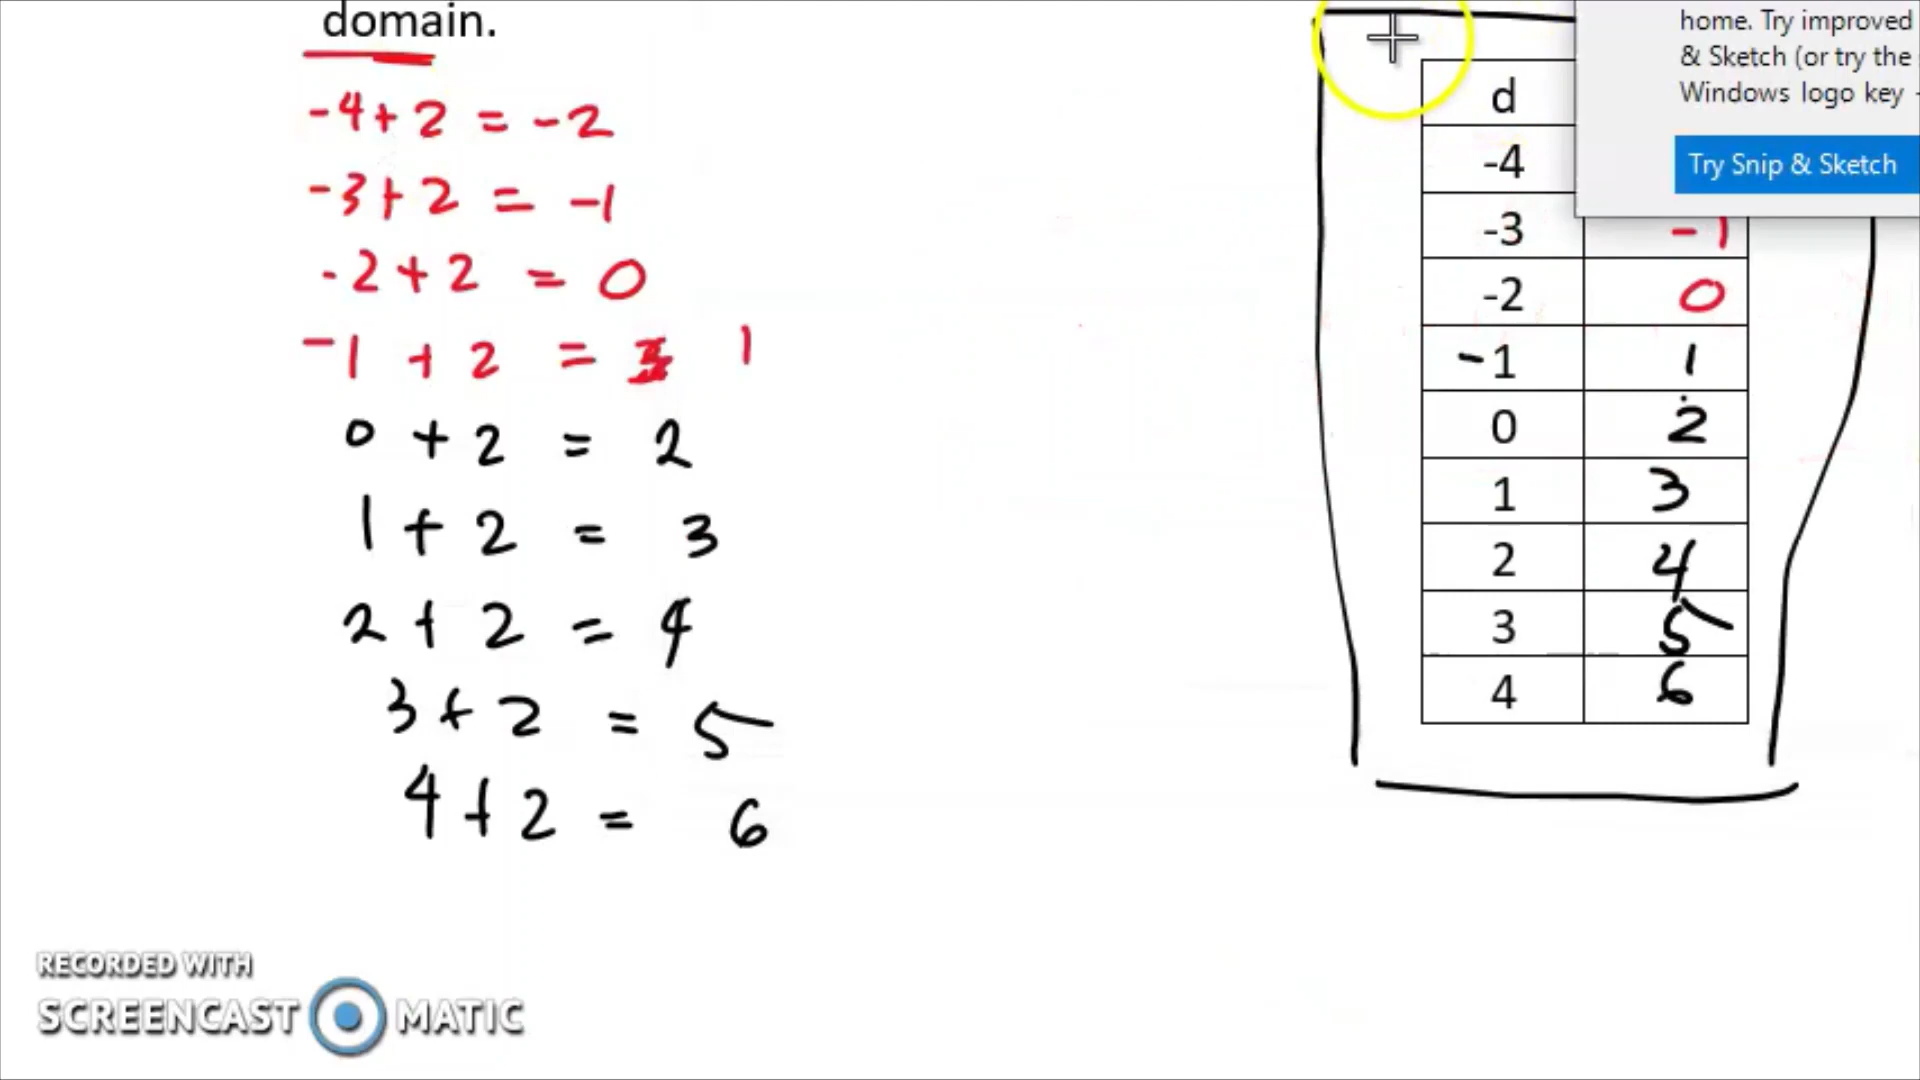 domain.
-4+2 = -2
-3+2 = -1
-2+2 = 0
-1 + 2 = 1
0 + 2 = 2
1 + 2 = 3
2 + 2 = 4
3 + 2 = 5
4 + 2 = 6
home. Try improved
& Sketch (or try the
Windows logo key
Try Snip & Sketch
d
-4
-3 -1
-2 0
-1 1
0 2
1 3
2 4
3 5
4 6
RECORDED WITH
SCREENCAST MATIC